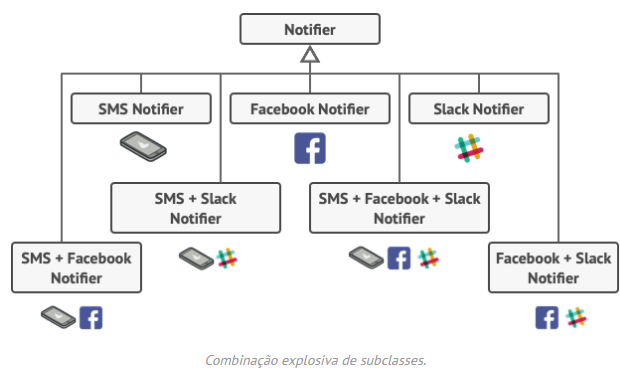 Notifier
SMS Notifier
Facebook Notifier
Slack Notifier
SMS + Slack
Notifier
SMS + Facebook + Slack
Notifier
SMS + Facebook
Notifier
Facebook + Slack
Notifier
Combinação explosiva de subclasses.